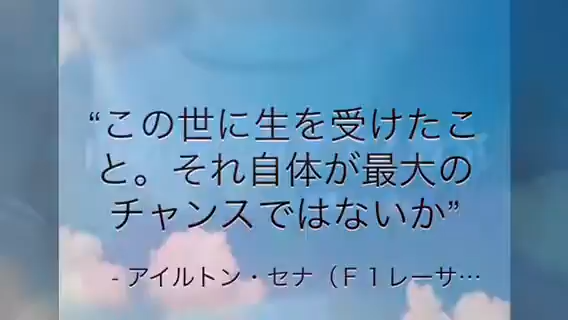 “この世に生を受けたこ
と。それ自体が最大の
チャンスではないか”
- アイルトン・セナ（Ｆ１レーサ…